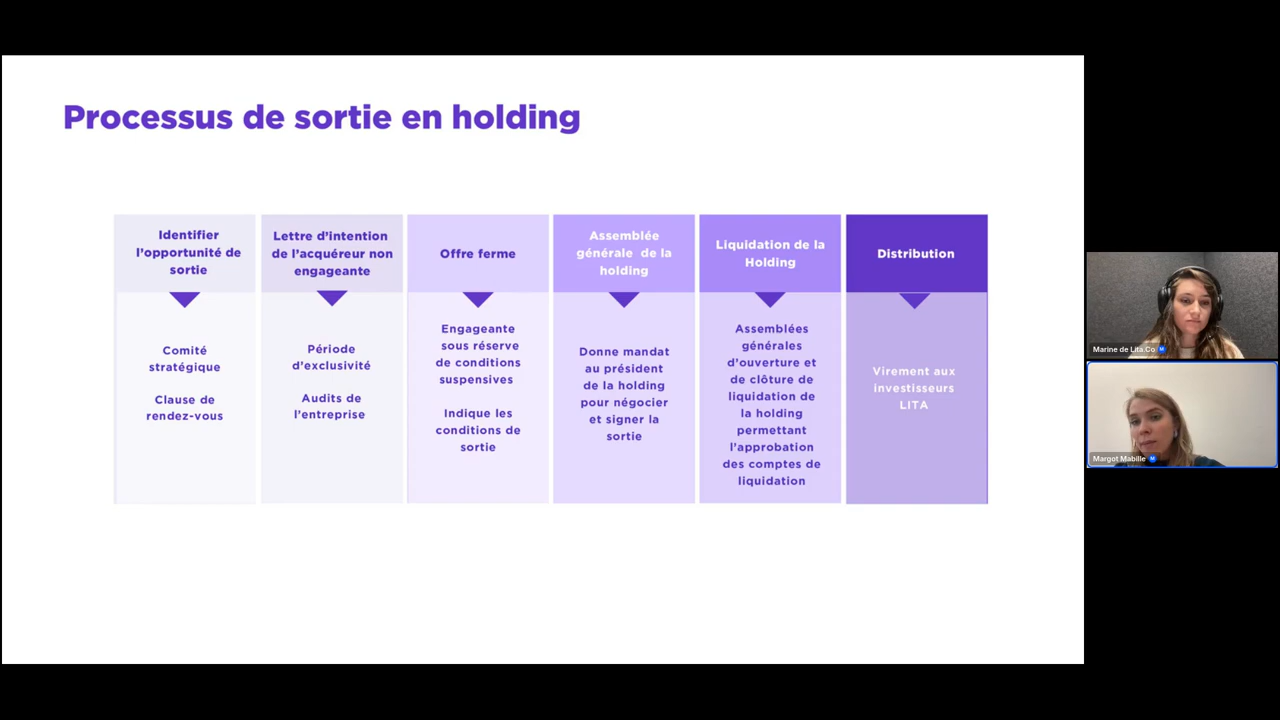 Processus de sortie en holding
Identifier
l'opportunité de
sortie
Comité
stratégique
Clause de
rendez-vous
Lettre d'intention
de l'acquéreur non
engageante
Période
d'exclusivité
Audits de
l'entreprise
Offre ferme
Engageante
sous réserve
de conditions
suspensives
Indique les
conditions de
sortie
Assemblée
générale de la
holding
Donne mandat
au président
de la holding
pour négocier
et signer la
sortie
Liquidation de la
Holding
Assemblées
générales
d'ouverture et
de clôture de
liquidation de
la holding
permettant
l'approbation
des comptes de
liquidation
Distribution
Virement aux
investisseurs
LITA
Marine de Lita.Co M
Margot Mabille M